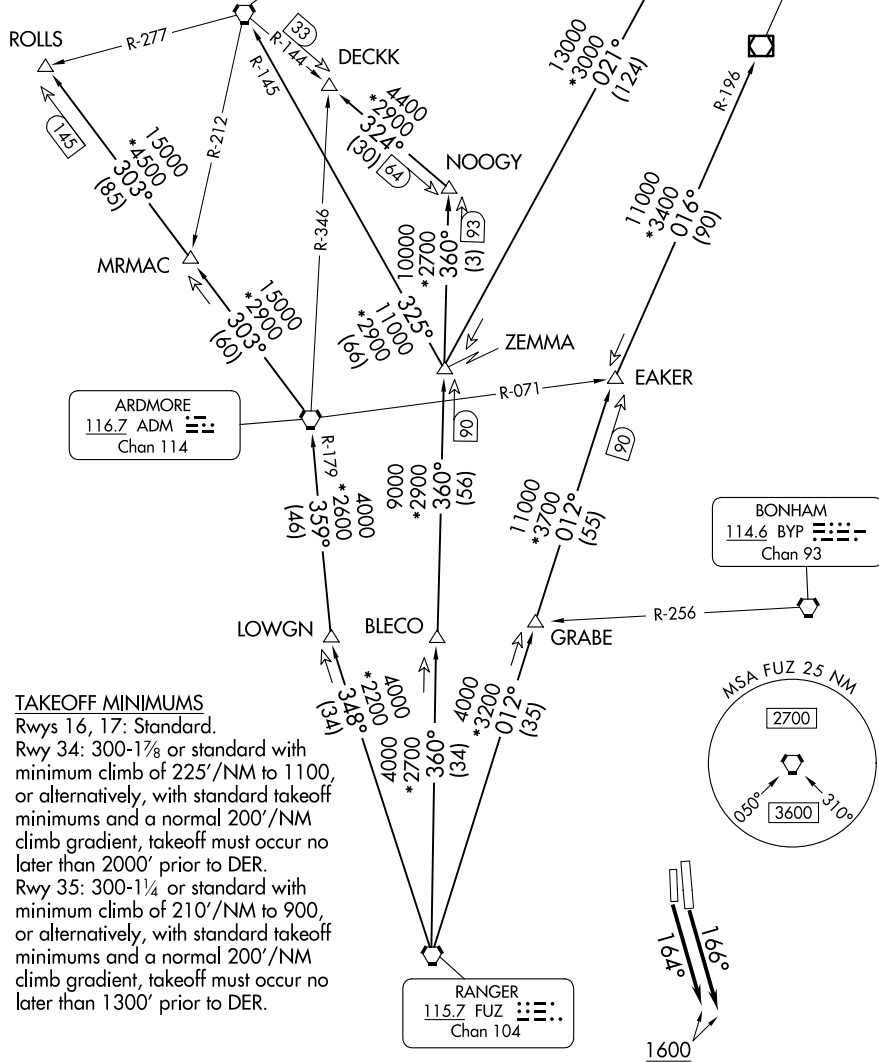 ROLLS
R-277
33
R-144
DECKK
R-145
13000
*3000
021°
(124)
R-196
145
15000
*4500
303°
(85)
R-212
4400
*2900
324°
(30)
64
NOOGY
93
11000
*3400
016°
(90)
MRMAC
R-346
10000
*2700
360°
(3)
15000
*2900
303°
(60)
325°
11000
*2900
(66)
ZEMMA
EAKER
R-071
90
90
ARDMORE
116.7 ADM
Chan 114
R-179
4000
*2600
359°
(46)
9000
*2900
360°
(56)
11000
*3700
012°
(55)
BONHAM
114.6 BYP
Chan 93
LOWGN
BLECO
GRABE
R-256
4000
*2200
348°
(34)
4000
*2700
360°
(34)
4000
*3200
012°
(35)
MSA FUZ 25 NM
2700
050°
310°
3600
TAKEOFF MINIMUMS
Rwys 16, 17: Standard.
Rwy 34: 300-1⅞ or standard with
minimum climb of 225'/NM to 1100,
or alternatively, with standard takeoff
minimums and a normal 200'/NM
climb gradient, takeoff must occur no
later than 2000' prior to DER.
Rwy 35: 300-1¼ or standard with
minimum climb of 210'/NM to 900,
or alternatively, with standard takeoff
minimums and a normal 200'/NM
climb gradient, takeoff must occur no
later than 1300' prior to DER.
RANGER
115.7 FUZ
Chan 104
164°
166°
1600